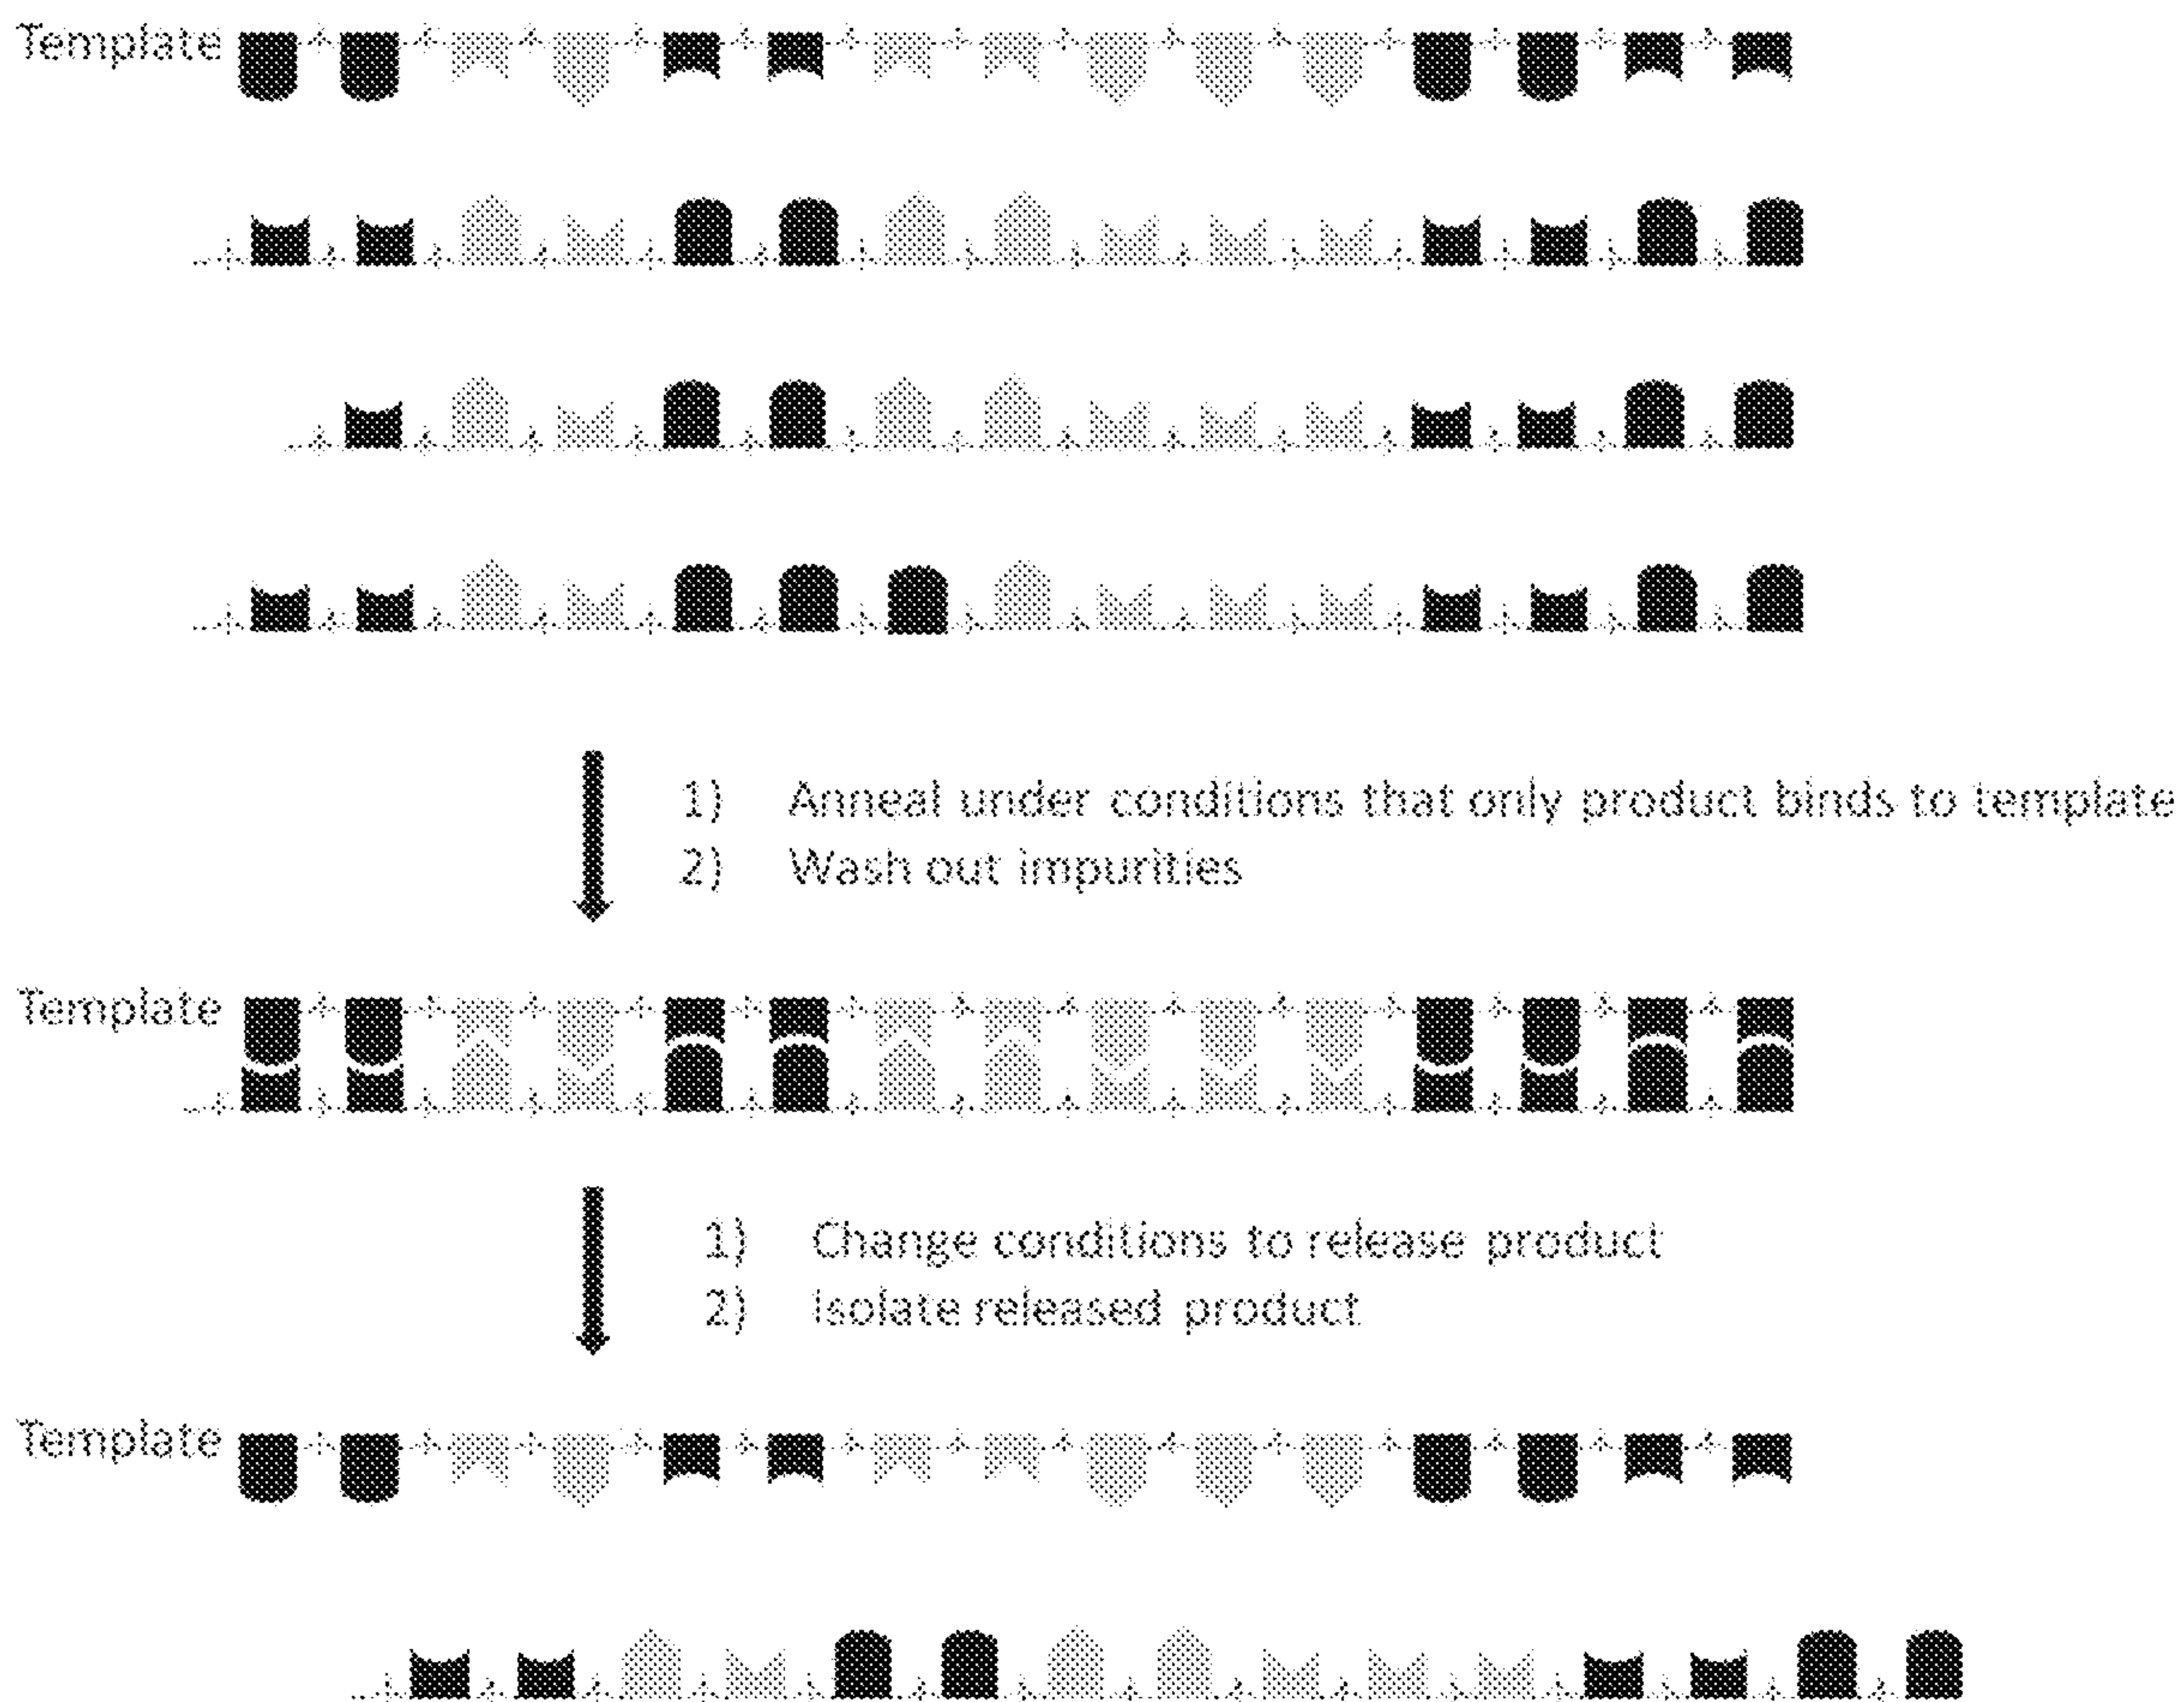 Template
1) Anneal under conditions that only product binds to template
2) Wash out impurities
Template
1) Change conditions to release product
2) Isolate released product
Template